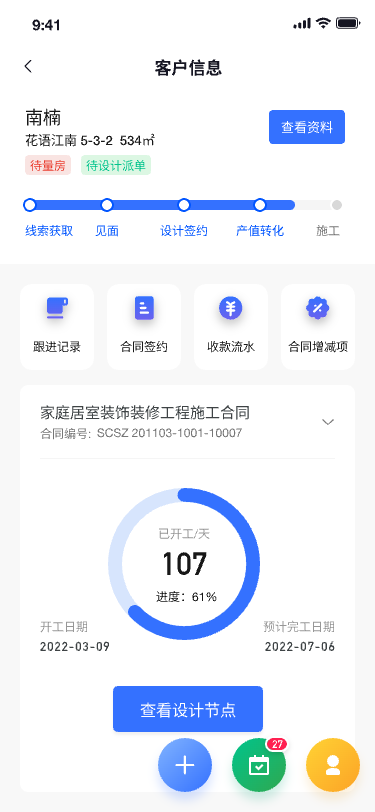 9:41
客户信息
南楠
花语江南 5-3-2 534㎡
查看资料
待量房 待设计派单
线索获取 见面 设计签约 产值转化 施工
跟进记录 合同签约 收款流水 合同增减项
家庭居室装饰装修工程施工合同
合同编号: SCSZ 201103-1001-10007
已开工/天
107
进度：61%
开工日期 预计完工日期
2022-03-09 2022-07-06
查看设计节点
27